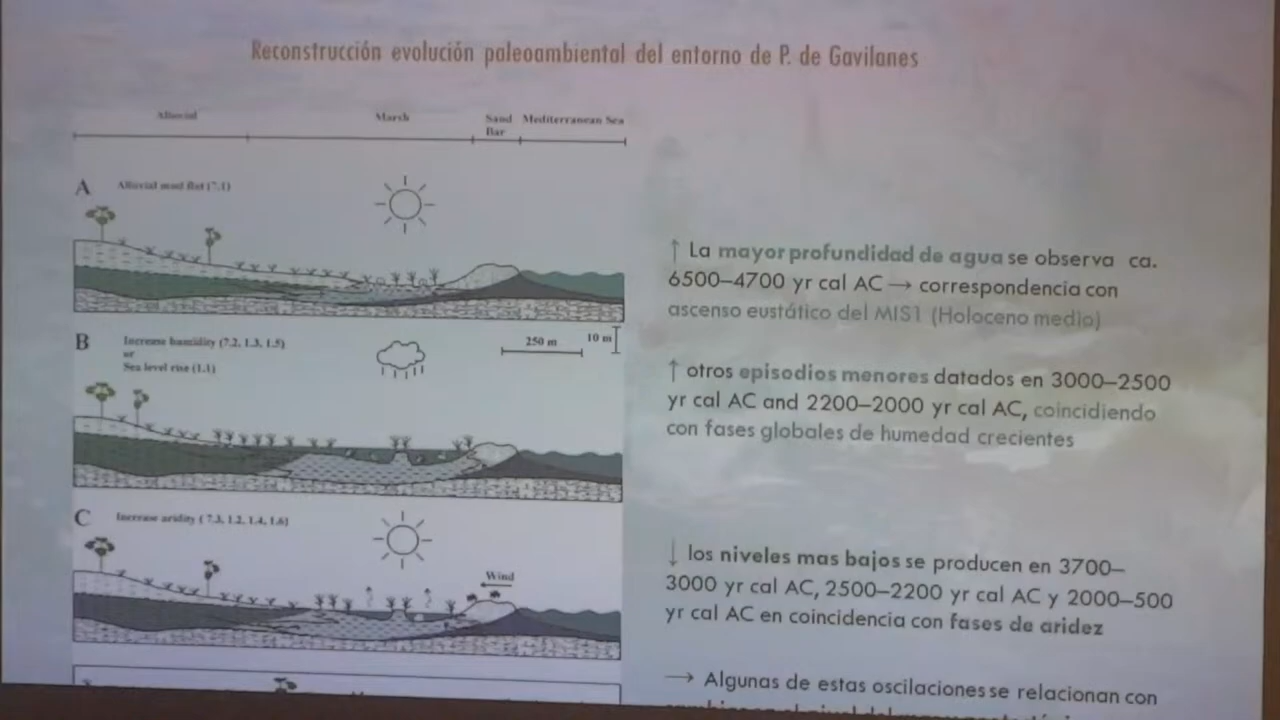 Reconstrucción evolución paleoambiental del entorno de P. de Gavilanes
Alluvial Marsh Sand Bar Mediterranean Sea
A Alluvial mud flat (7.1)
B Increase humidity (7.2, 1.3, 1.5)
or
Sea level rise (1.1)
250 m 10 m
C Increase aridity ( 7.3, 1.2, 1.4, 1.6)
Wind
↑ La mayor profundidad de agua se observa ca.
6500–4700 yr cal AC → correspondencia con
ascenso eustático del MIS1 (Holoceno medio)
↑ otros episodios menores datados en 3000–2500
yr cal AC and 2200–2000 yr cal AC, coincidiendo
con fases globales de humedad crecientes
↓ los niveles mas bajos se producen en 3700–
3000 yr cal AC, 2500–2200 yr cal AC y 2000–500
yr cal AC en coincidencia con fases de aridez
→ Algunas de estas oscilaciones se relacionan con